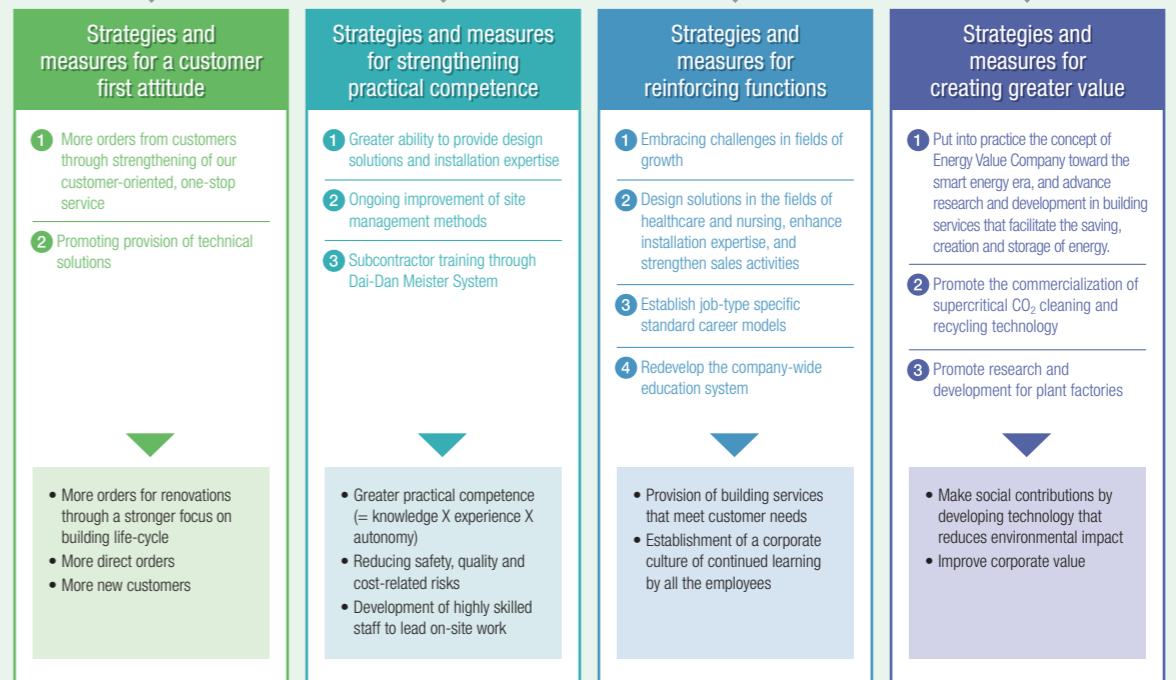 Strategies and
measures for a customer
first attitude
1 More orders from customers
through strengthening of our
customer-oriented, one-stop
service
2 Promoting provision of technical
solutions
• More orders for renovations
through a stronger focus on
building life-cycle
• More direct orders
• More new customers
Strategies and measures
for strengthening
practical competence
1 Greater ability to provide design
solutions and installation expertise
2 Ongoing improvement of site
management methods
3 Subcontractor training through
Dai-Dan Meister System
• Greater practical competence
(= knowledge X experience X
autonomy)
• Reducing safety, quality and
cost-related risks
• Development of highly skilled
staff to lead on-site work
Strategies and
measures for
reinforcing functions
1 Embracing challenges in fields of
growth
2 Design solutions in the fields of
healthcare and nursing, enhance
installation expertise, and
strengthen sales activities
3 Establish job-type specific
standard career models
4 Redevelop the company-wide
education system
• Provision of building services
that meet customer needs
• Establishment of a corporate
culture of continued learning
by all the employees
Strategies and
measures for
creating greater value
1 Put into practice the concept of
Energy Value Company toward the
smart energy era, and advance
research and development in building
services that facilitate the saving,
creation and storage of energy.
2 Promote the commercialization of
supercritical CO₂ cleaning and
recycling technology
3 Promote research and
development for plant factories
• Make social contributions by
developing technology that
reduces environmental impact
• Improve corporate value